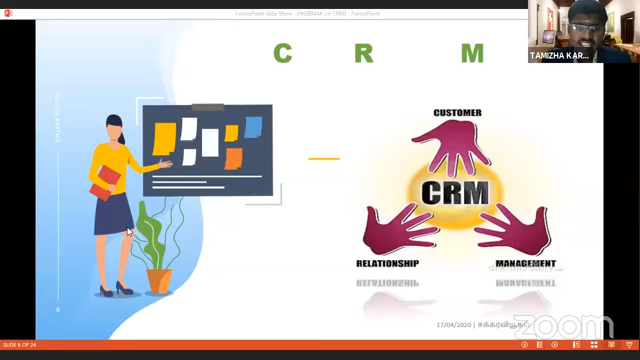 PowerPoint Slide Show - [WEBINAR on CRM] - PowerPoint
TAMIZHA KAR...
C R M
CUSTOMER
CRM
RELATIONSHIP
MANAGEMENT
17/04/2020 | சக்கரவியூகம்
zoom
SLIDE 6 OF 24